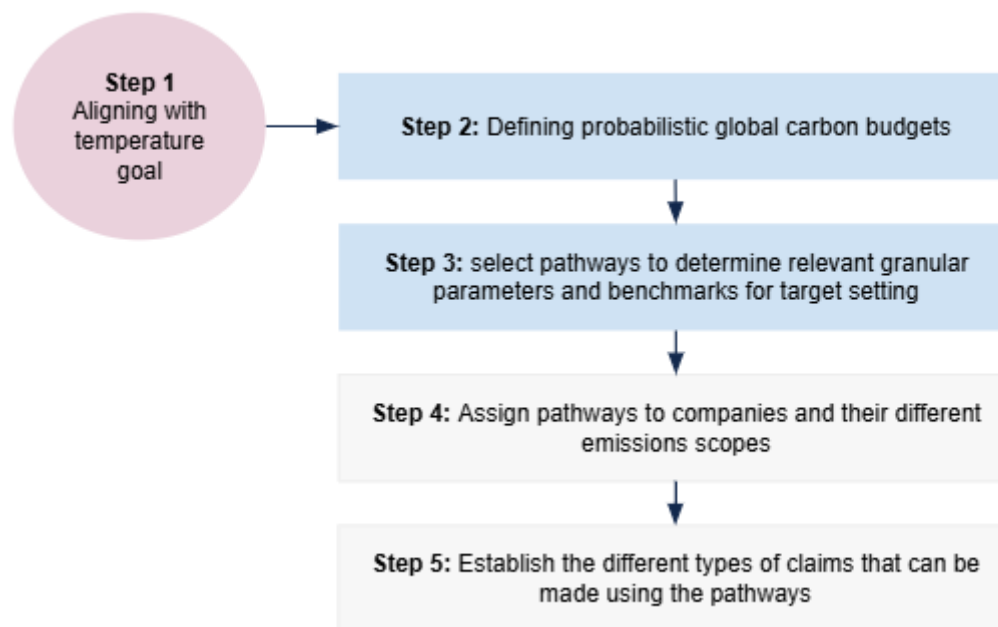 Step 1
Aligning with
temperature
goal
Step 2: Defining probabilistic global carbon budgets
Step 3: select pathways to determine relevant granular
parameters and benchmarks for target setting
Step 4: Assign pathways to companies and their different
emissions scopes
Step 5: Establish the different types of claims that can be
made using the pathways